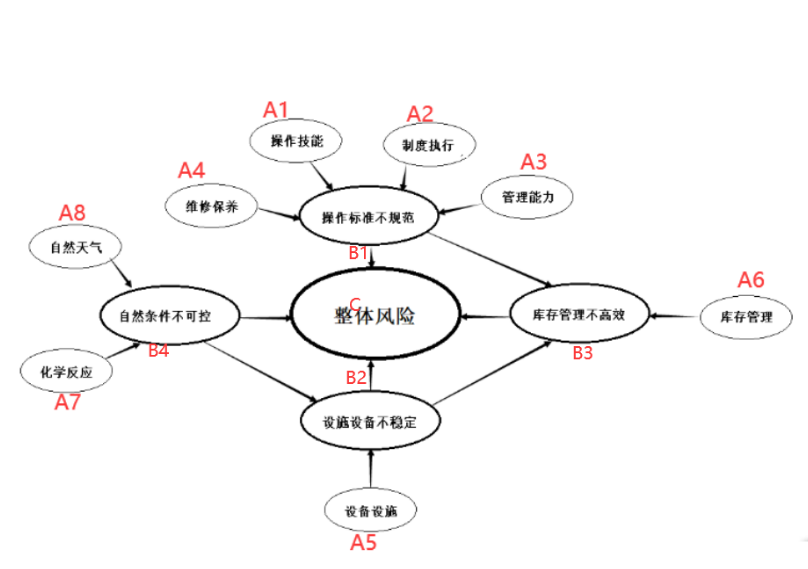 A1
操作技能
A2
制度执行
A3
管理能力
A4
维修保养
操作标准不规范
B1
A8
自然天气
A6
库存管理
自然条件不可控
B4
C
整体风险
库存管理不高效
B3
化学反应
A7
B2
设施设备不稳定
设备设施
A5